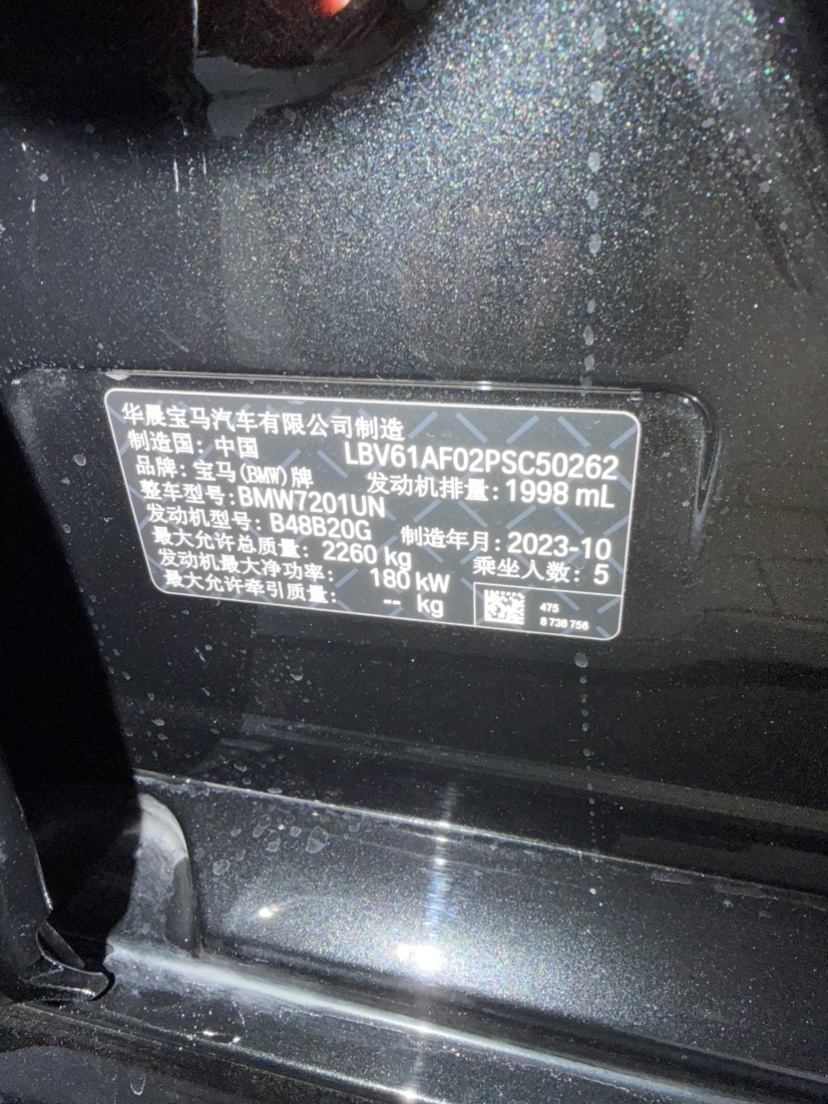 华晨宝马汽车有限公司制造
制造国：中国 LBV61AF02PSC50262
品牌：宝马(BMW)牌 发动机排量：1998 mL
整车型号：BMW7201UN
发动机型号：B48B20G 制造年月：2023-10
最大允许总质量：2260 kg 乘坐人数：5
发动机最大净功率：180 kW
最大允许牵引质量：-- kg
475
8 738 756